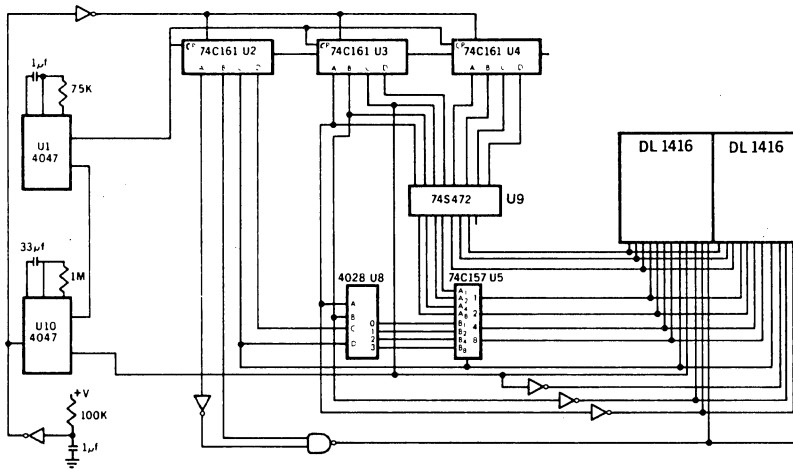 74C161 U2
74C161 U3
74C161 U4
CP
CP
CP
A B C D
A B C D
A B C D
1µf
75K
U1
4047
DL 1416
DL 1416
74S472
U9
33µf
1M
U10
4047
4028 U8
74C157 U5
A
B
C
D
0
1
2
3
A1
A2
A4
A8
B1
B2
B4
B8
1
2
4
8
+V
100K
1µf